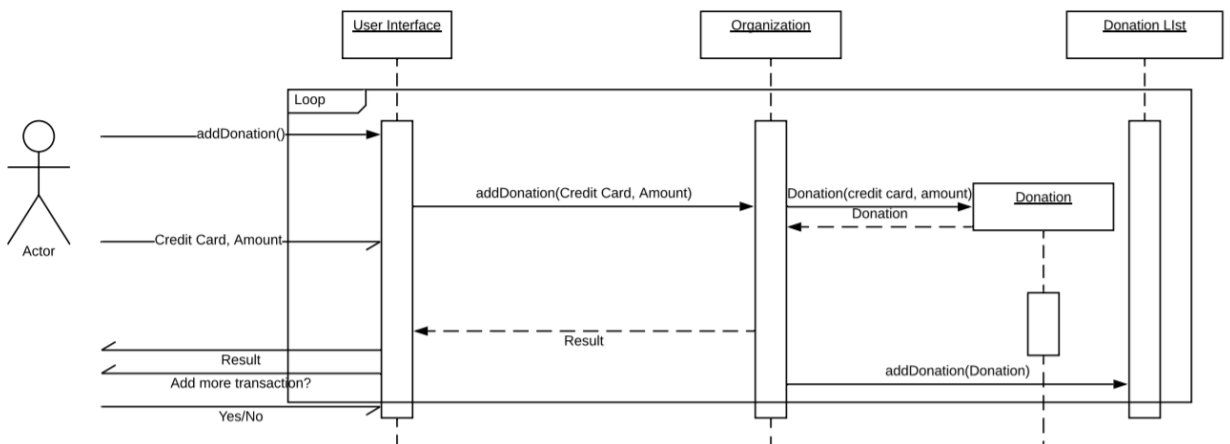 User Interface
Organization
Donation LIst
Loop
addDonation()
addDonation(Credit Card, Amount)
Donation(credit card, amount)
Donation
Donation
Credit Card, Amount
Actor
Result
Result
addDonation(Donation)
Add more transaction?
Yes/No